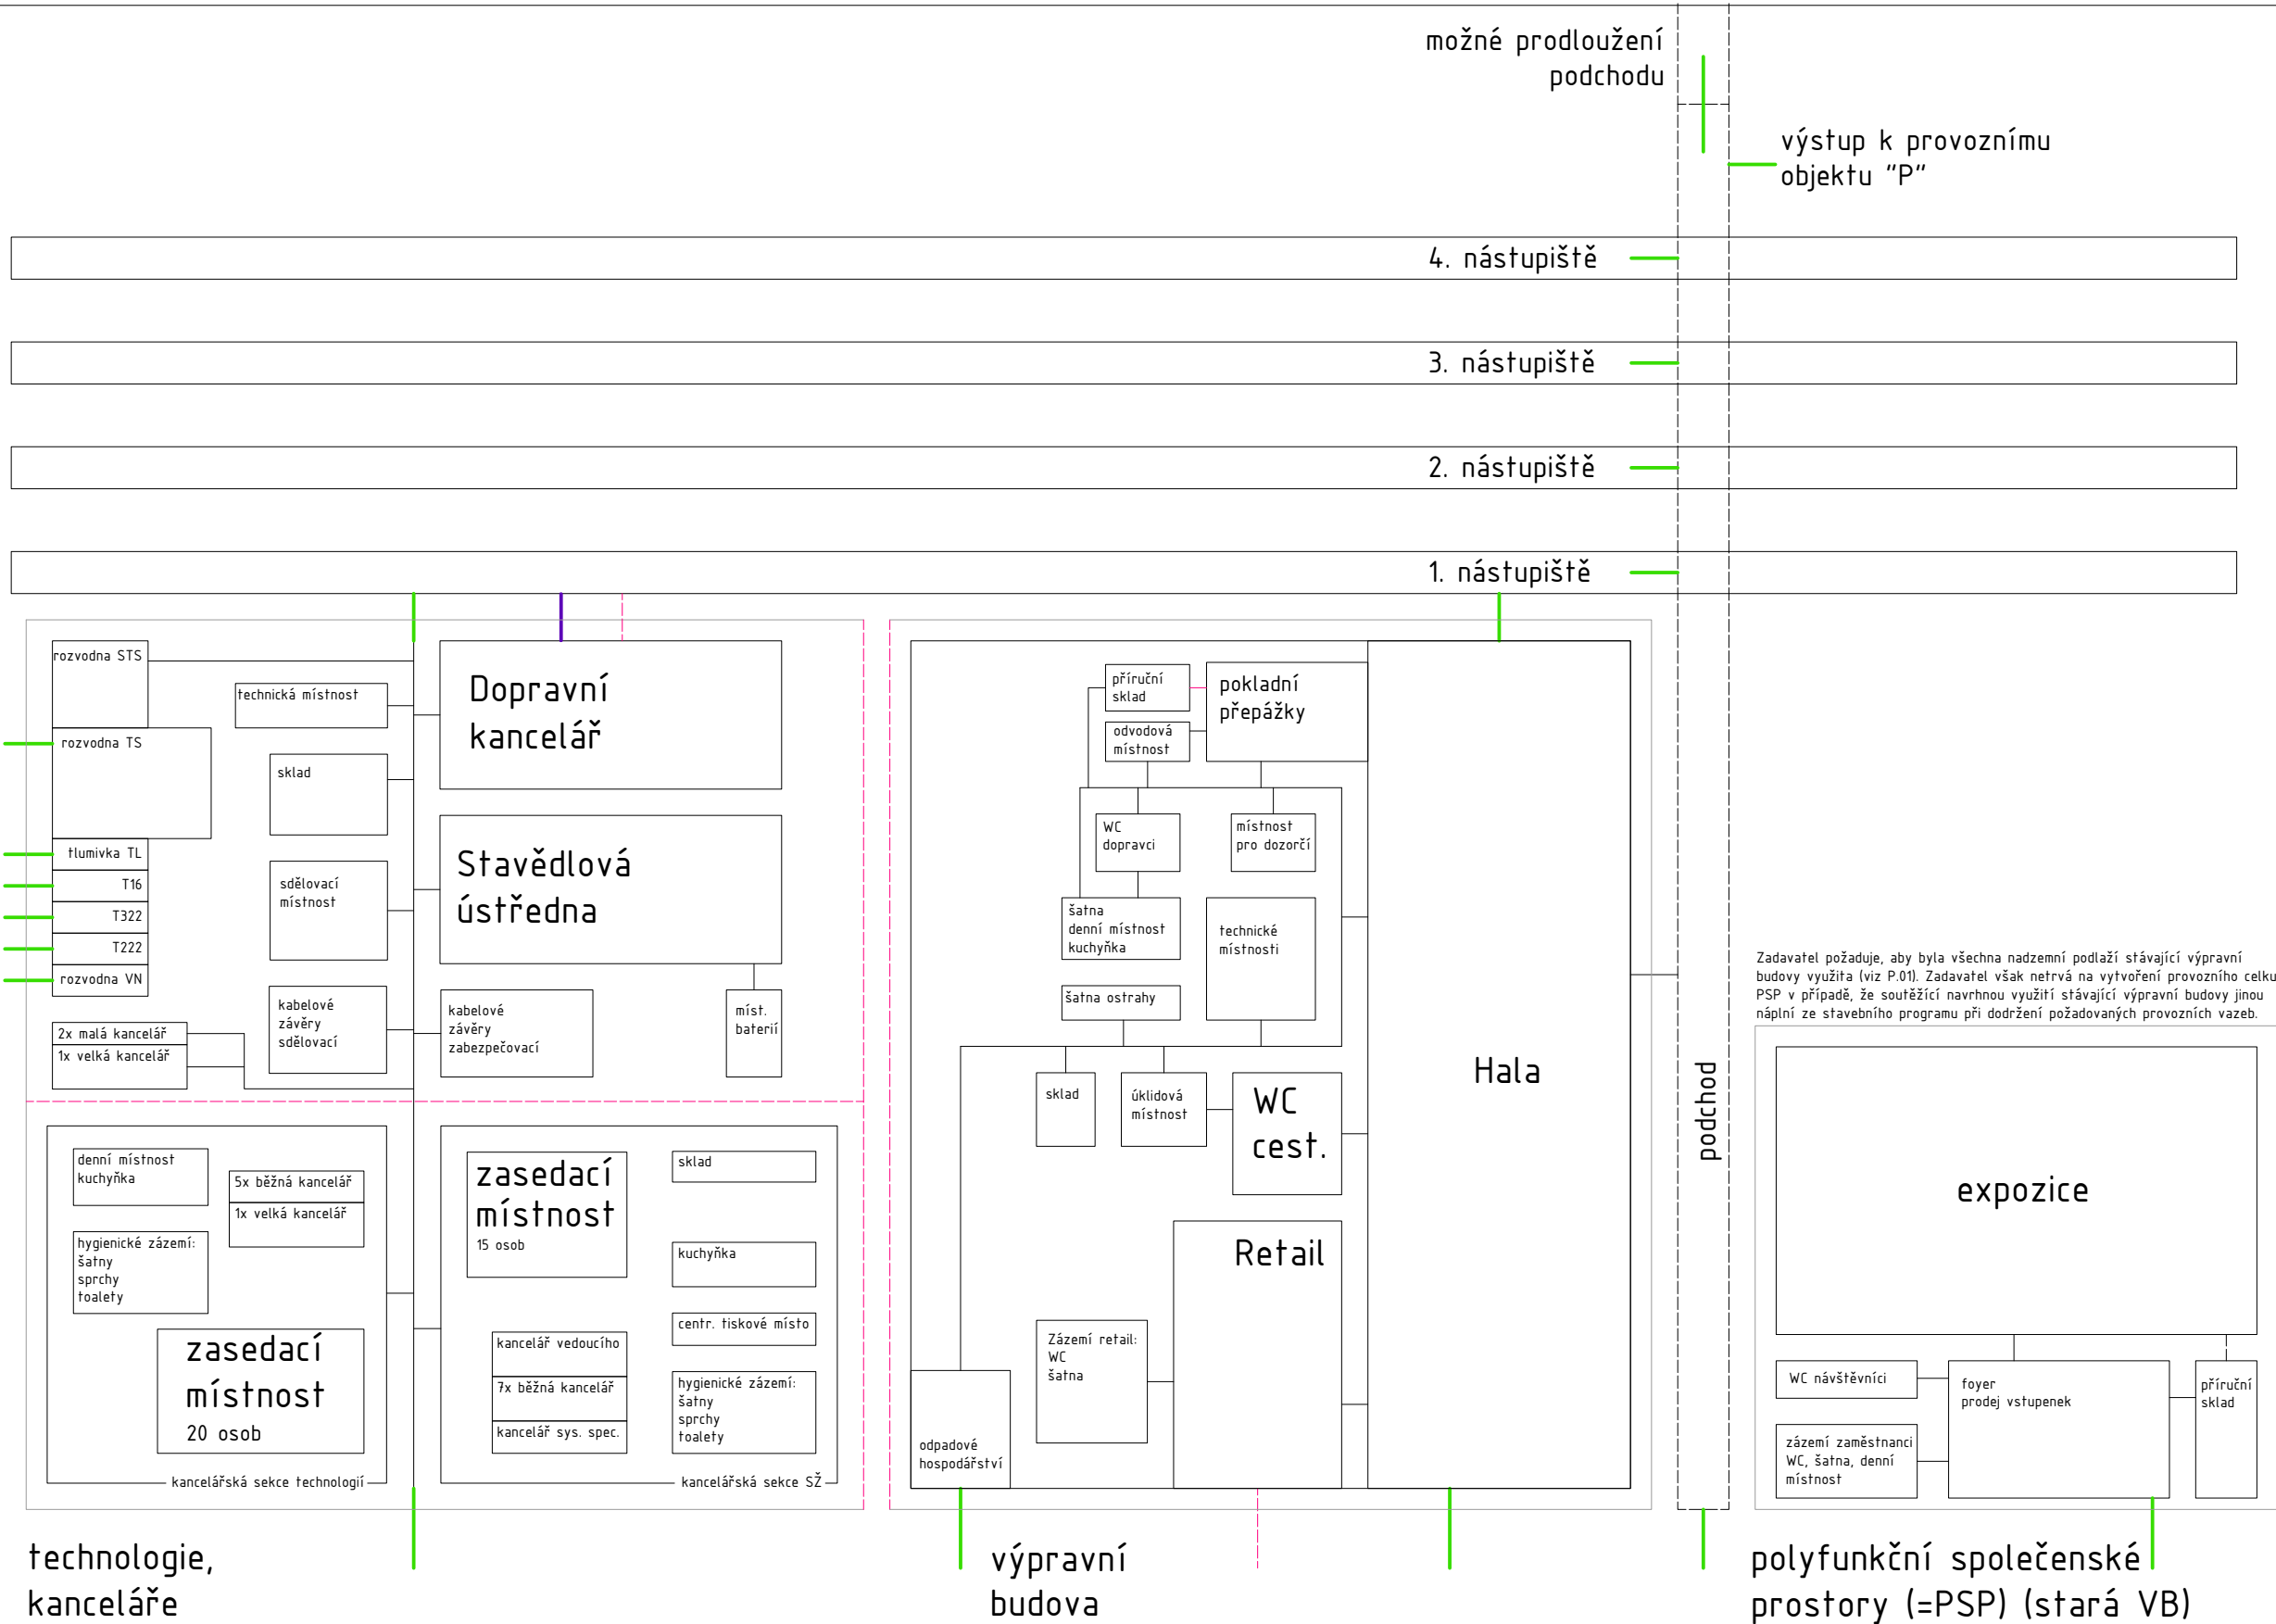 možné prodloužení
podchodu
výstup k provoznímu
objektu "P"
4. nástupiště
3. nástupiště
2. nástupiště
1. nástupiště
rozvodna STS
technická místnost
rozvodna TS
sklad
tlumivka TL
T16
T322
T222
rozvodna VN
sdělovací
místnost
kabelové
závěry
sdělovací
2x malá kancelář
1x velká kancelář
Dopravní
kancelář
Stavědlová
ústředna
kabelové
závěry
zabezpečovací
míst.
baterií
denní místnost
kuchyňka
5x běžná kancelář
1x velká kancelář
hygienické zázemí:
šatny
sprchy
toalety
zasedací
místnost
20 osob
kancelářská sekce technologií
zasedací
místnost
15 osob
sklad
kuchyňka
centr. tiskové místo
kancelář vedoucího
7x běžná kancelář
kancelář sys. spec.
hygienické zázemí:
šatny
sprchy
toalety
kancelářská sekce SŽ
technologie,
kanceláře
příruční
sklad
pokladní
přepážky
odvodová
místnost
WC
dopravci
místnost
pro dozorčí
šatna
denní místnost
kuchyňka
technické
místnosti
šatna ostrahy
sklad
úklidová
místnost
WC
cest.
Hala
Retail
Zázemí retail:
WC
šatna
odpadové
hospodářství
výpravní
budova
podchod
Zadavatel požaduje, aby byla všechna nadzemní podlaží stávající výpravní
budovy využita (viz P.01). Zadavatel však netrvá na vytvoření provozního celku
PSP v případě, že soutěžící navrhnou využití stávající výpravní budovy jinou
náplní ze stavebního programu při dodržení požadovaných provozních vazeb.
expozice
WC návštěvníci
foyer
prodej vstupenek
příruční
sklad
zázemí zaměstnanci
WC, šatna, denní
místnost
polyfunkční společenské
prostory (=PSP) (stará VB)